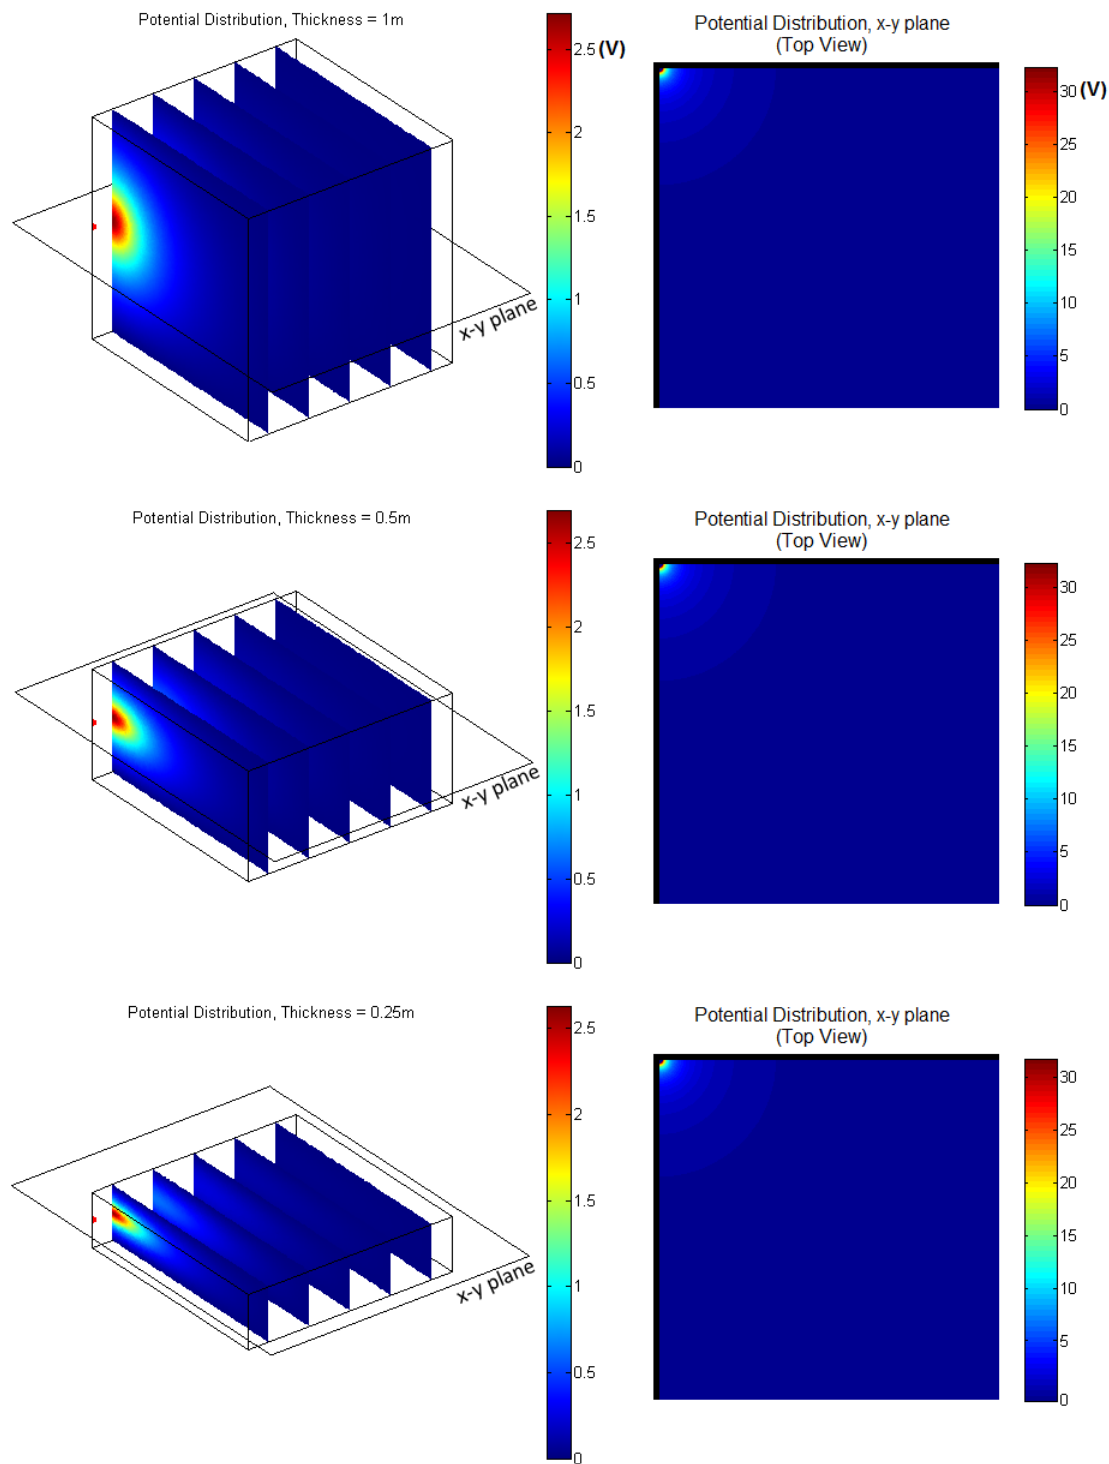 Potential Distribution, Thickness = 1m
2.5 (V)
2
1.5
1
0.5
0
x-y plane
Potential Distribution, x-y plane
(Top View)
30 (V)
25
20
15
10
5
0
Potential Distribution, Thickness = 0.5m
2.5
2
1.5
1
0.5
0
x-y plane
Potential Distribution, x-y plane
(Top View)
30
25
20
15
10
5
0
Potential Distribution, Thickness = 0.25m
2.5
2
1.5
1
0.5
0
x-y plane
Potential Distribution, x-y plane
(Top View)
30
25
20
15
10
5
0